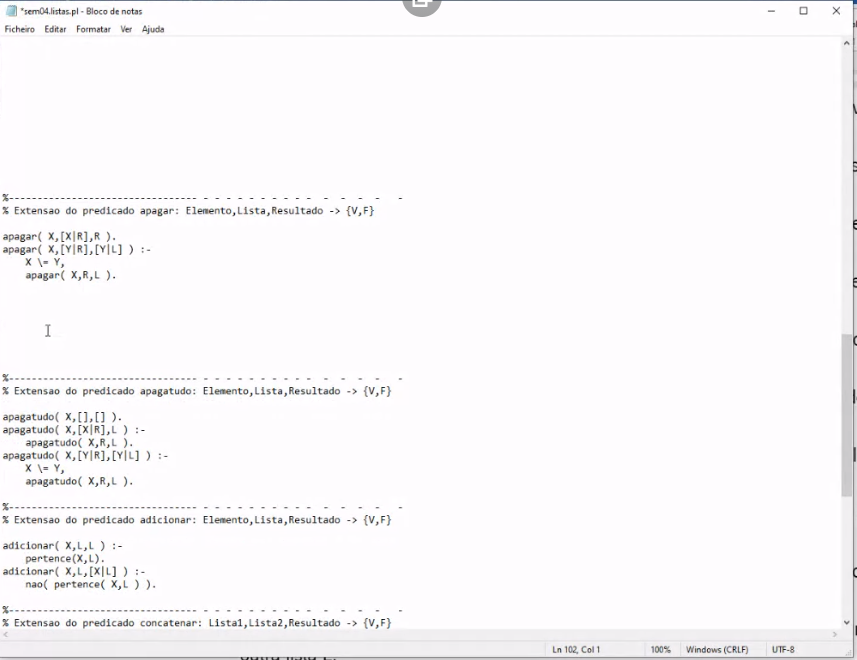 *sem04.listas.pl - Bloco de notas
Ficheiro Editar Formatar Ver Ajuda
%-------------------------------- - - - - - - - - - -  -  -  -  -   -
% Extensao do predicado apagar: Elemento,Lista,Resultado -> {V,F}
apagar( X,[X|R],R ).
apagar( X,[Y|R],[Y|L] ) :-
    X \= Y,
    apagar( X,R,L ).
%-------------------------------- - - - - - - - - - -  -  -  -  -   -
% Extensao do predicado apagatudo: Elemento,Lista,Resultado -> {V,F}
apagatudo( X,[],[] ).
apagatudo( X,[X|R],L ) :-
    apagatudo( X,R,L ).
apagatudo( X,[Y|R],[Y|L] ) :-
    X \= Y,
    apagatudo( X,R,L ).
%-------------------------------- - - - - - - - - - -  -  -  -  -   -
% Extensao do predicado adicionar: Elemento,Lista,Resultado -> {V,F}
adicionar( X,L,L ) :-
    pertence(X,L).
adicionar( X,L,[X|L] ) :-
    nao( pertence( X,L ) ).
%-------------------------------- - - - - - - - - - -  -  -  -  -   -
% Extensao do predicado concatenar: Lista1,Lista2,Resultado -> {V,F}
Ln 102, Col 1 100% Windows (CRLF) UTF-8